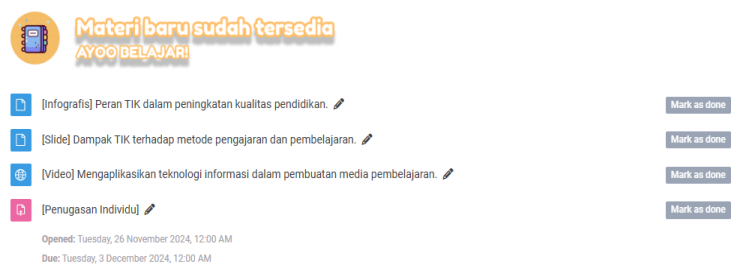 Materi baru sudah tersedia
AYOO BELAJAR!
[Infografis] Peran TIK dalam peningkatan kualitas pendidikan.
Mark as done
[Slide] Dampak TIK terhadap metode pengajaran dan pembelajaran.
Mark as done
[Video] Mengaplikasikan teknologi informasi dalam pembuatan media pembelajaran.
Mark as done
[Penugasan Individu]
Mark as done
Opened: Tuesday, 26 November 2024, 12:00 AM
Due: Tuesday, 3 December 2024, 12:00 AM